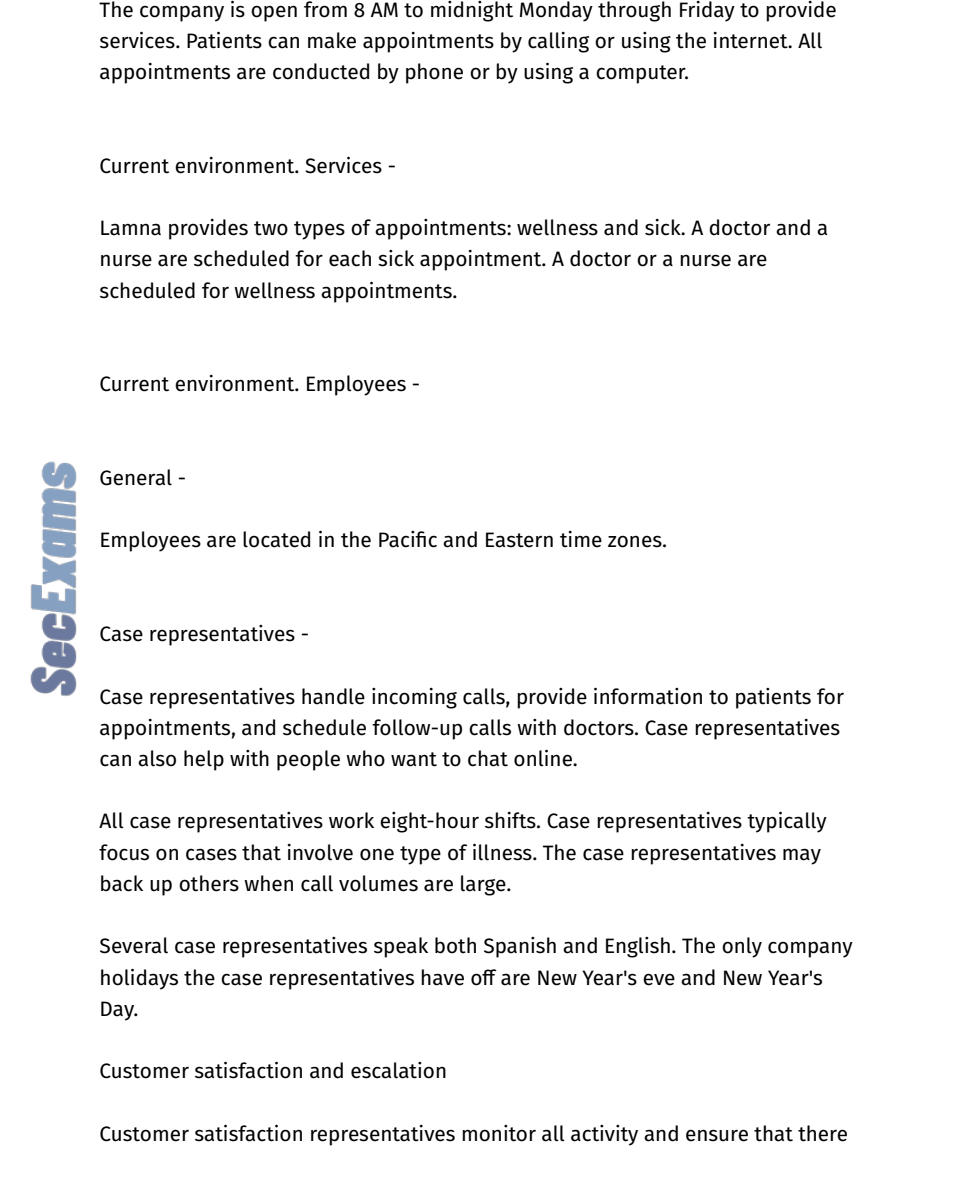 The company is open from 8 AM to midnight Monday through Friday to provide
services. Patients can make appointments by calling or using the internet. All
appointments are conducted by phone or by using a computer.
Current environment. Services -
Lamna provides two types of appointments: wellness and sick. A doctor and a
nurse are scheduled for each sick appointment. A doctor or a nurse are
scheduled for wellness appointments.
Current environment. Employees -
General -
Employees are located in the Pacific and Eastern time zones.
Case representatives -
Case representatives handle incoming calls, provide information to patients for
appointments, and schedule follow-up calls with doctors. Case representatives
can also help with people who want to chat online.
All case representatives work eight-hour shifts. Case representatives typically
focus on cases that involve one type of illness. The case representatives may
back up others when call volumes are large.
Several case representatives speak both Spanish and English. The only company
holidays the case representatives have off are New Year's eve and New Year's
Day.
Customer satisfaction and escalation
Customer satisfaction representatives monitor all activity and ensure that there
SecExams